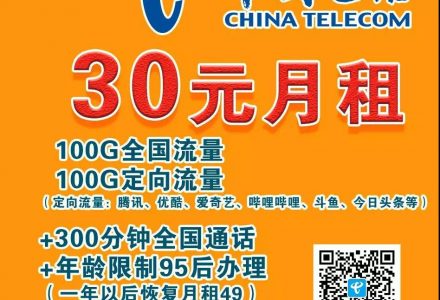 CHINA TELECOM
30元月租
100G全国流量
100G定向流量
(定向流量：腾讯、优酷、爱奇艺、哔哩哔哩、斗鱼、今日头条等)
+300分钟全国通话
+年龄限制95后办理
(一年以后恢复月租49)